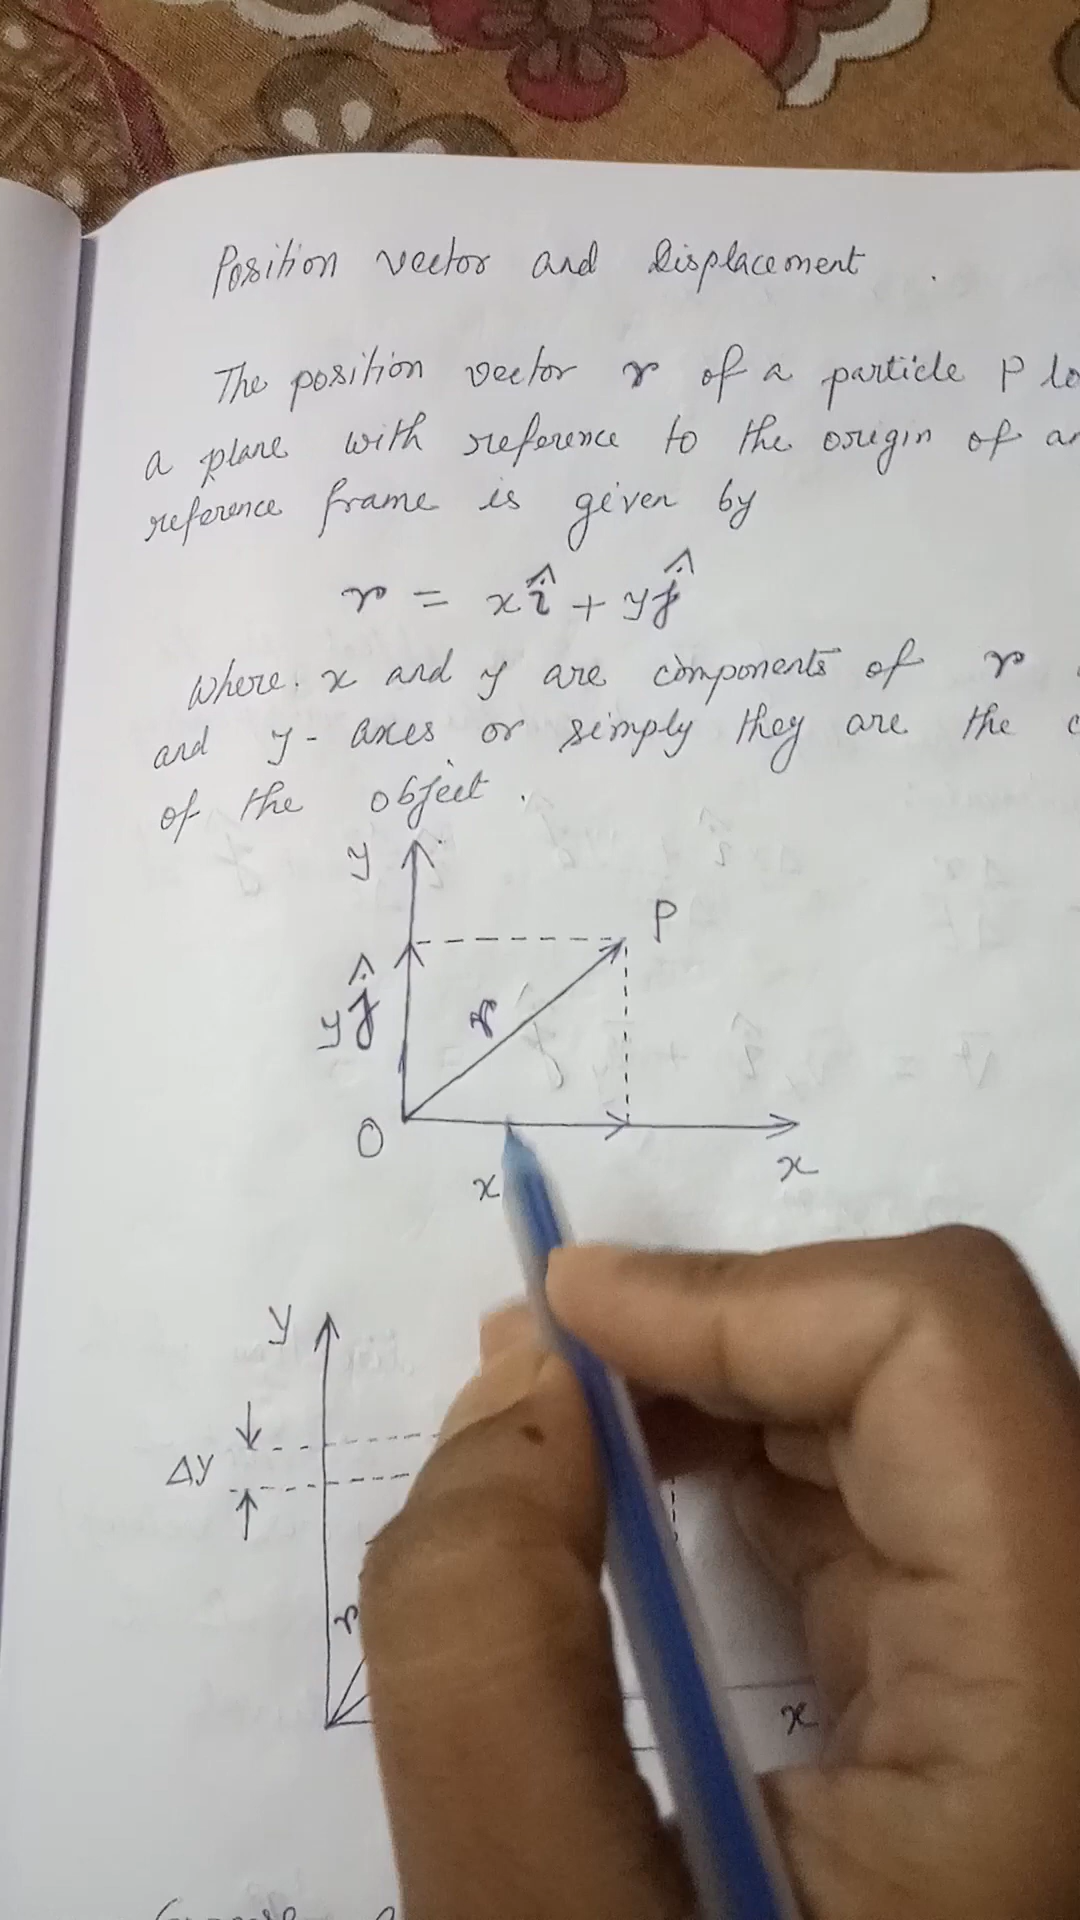 Position vector and Displacement
The position vector r of a particle P
a plane with reference to the origin of
reference frame is given by
r = xî + yĵ
where x and y are components of r
and y- axes or simply they are the
of the object.
y
P
yĵ
r
O
x
x
y
Δy
r
x